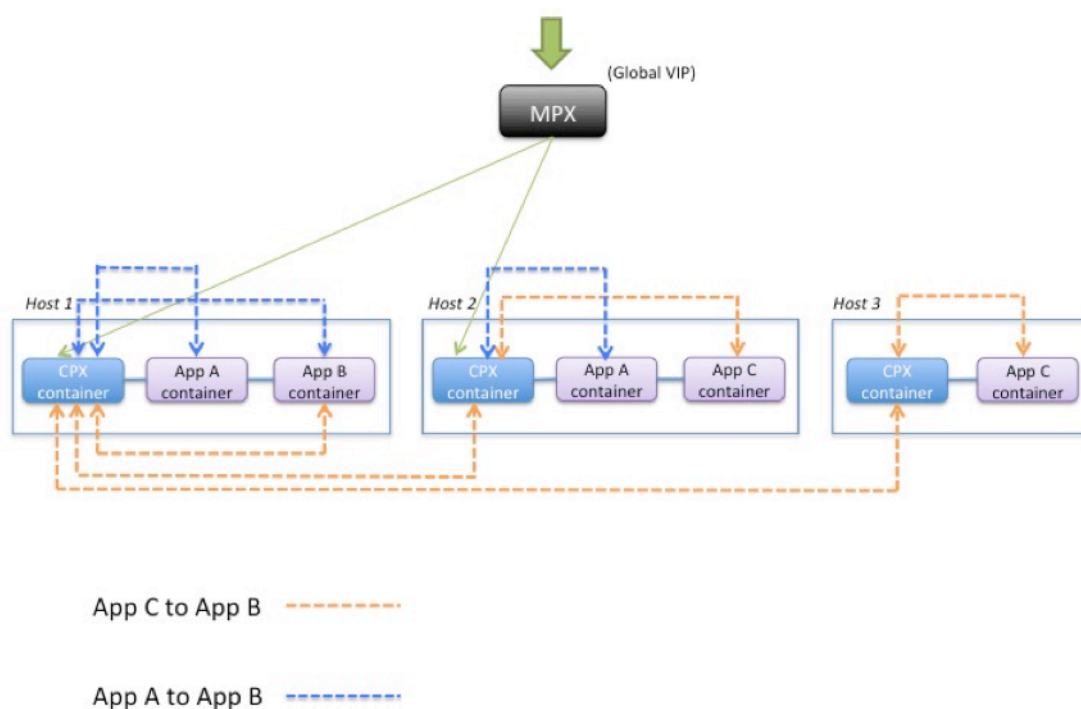 (Global VIP)
MPX
Host 1
Host 2
Host 3
CPX
container
App A
container
App B
container
CPX
container
App A
container
App C
container
CPX
container
App C
container
App C to App B
App A to App B